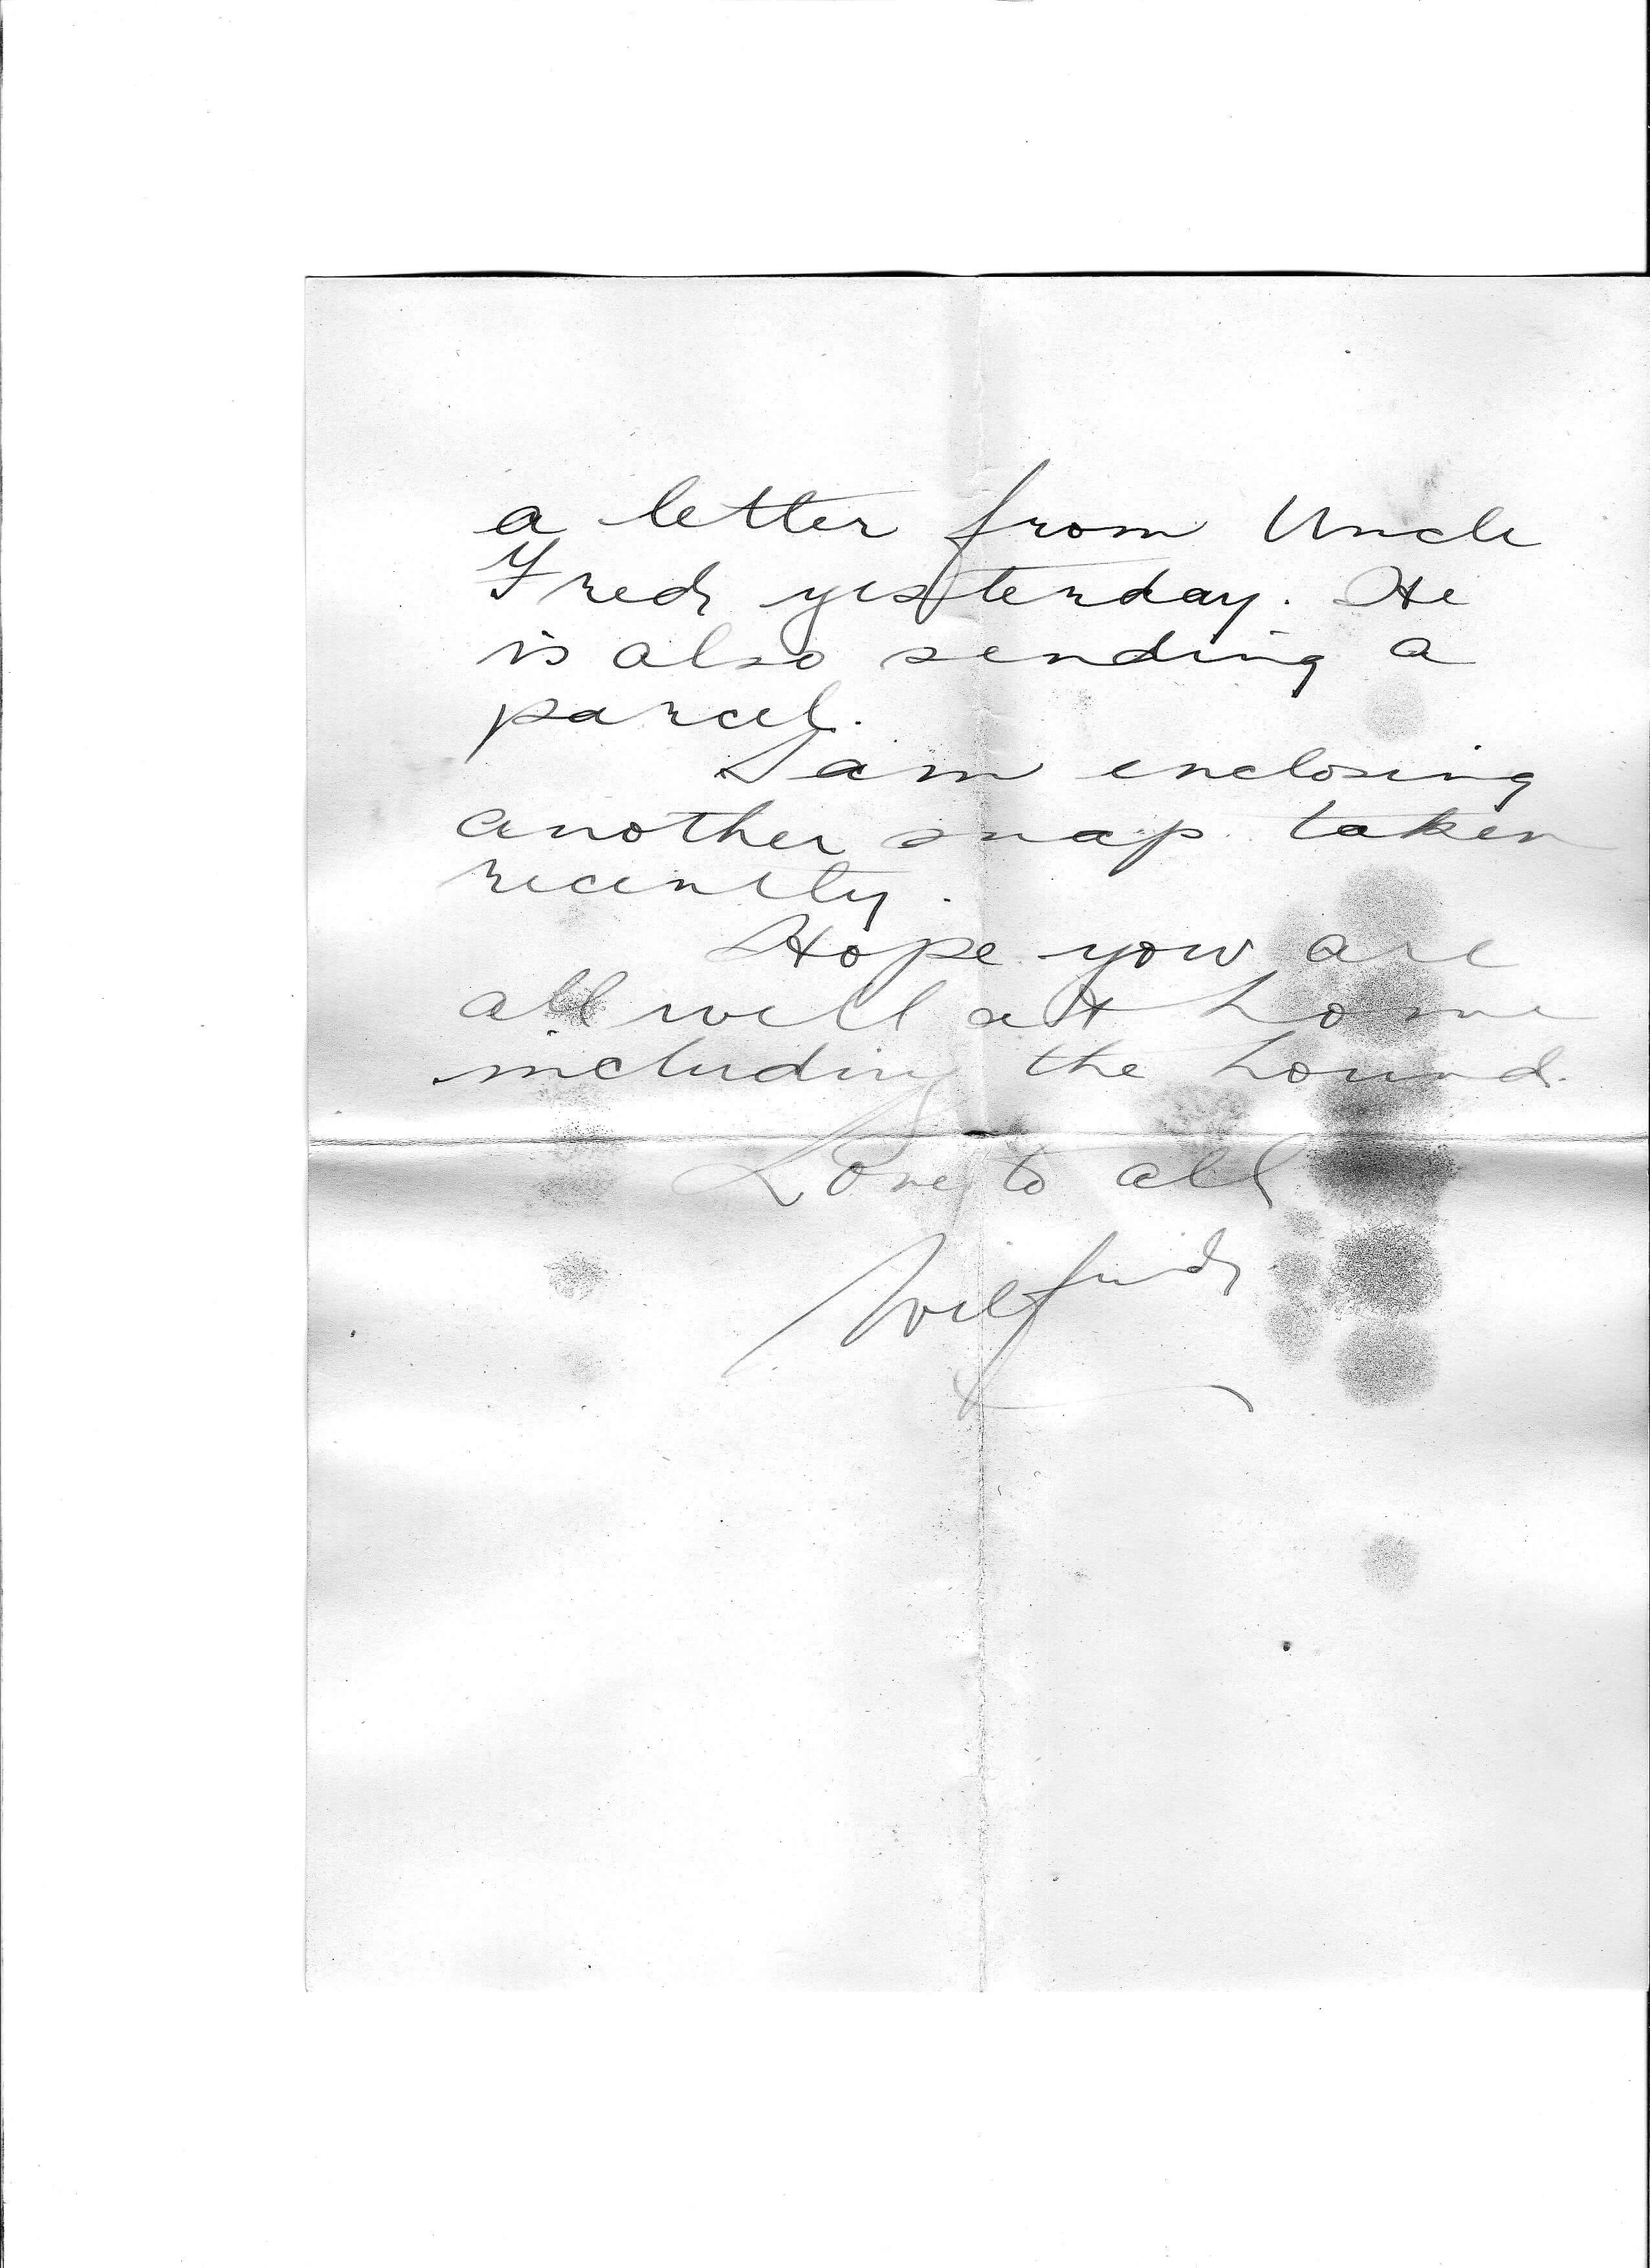 a letter from Uncle
Fred yesterday. He
is also sending a
parcel.
I am enclosing
another snap taken
recently.
Hope you are
all well at home
including the hound.
Love to all
Wilfrid